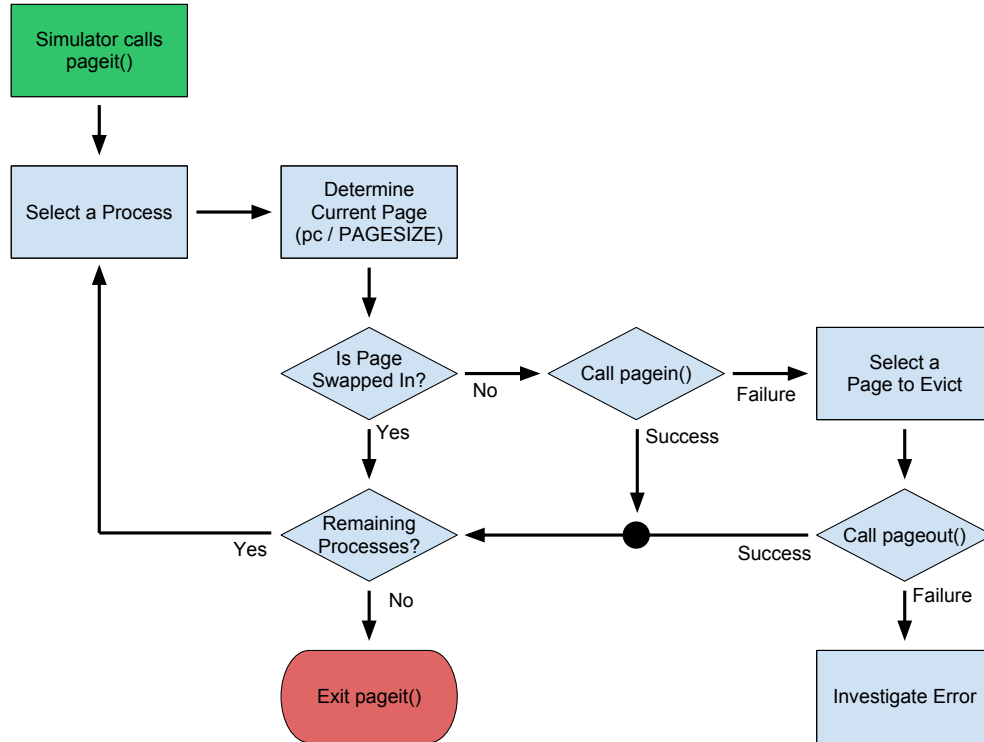 Simulator calls
pageit()
Select a Process
Determine
Current Page
(pc / PAGESIZE)
Is Page
Swapped In?
No
Call pagein()
Failure
Select a
Page to Evict
Yes
Success
Remaining
Processes?
Yes
Success
Call pageout()
No
Failure
Exit pageit()
Investigate Error